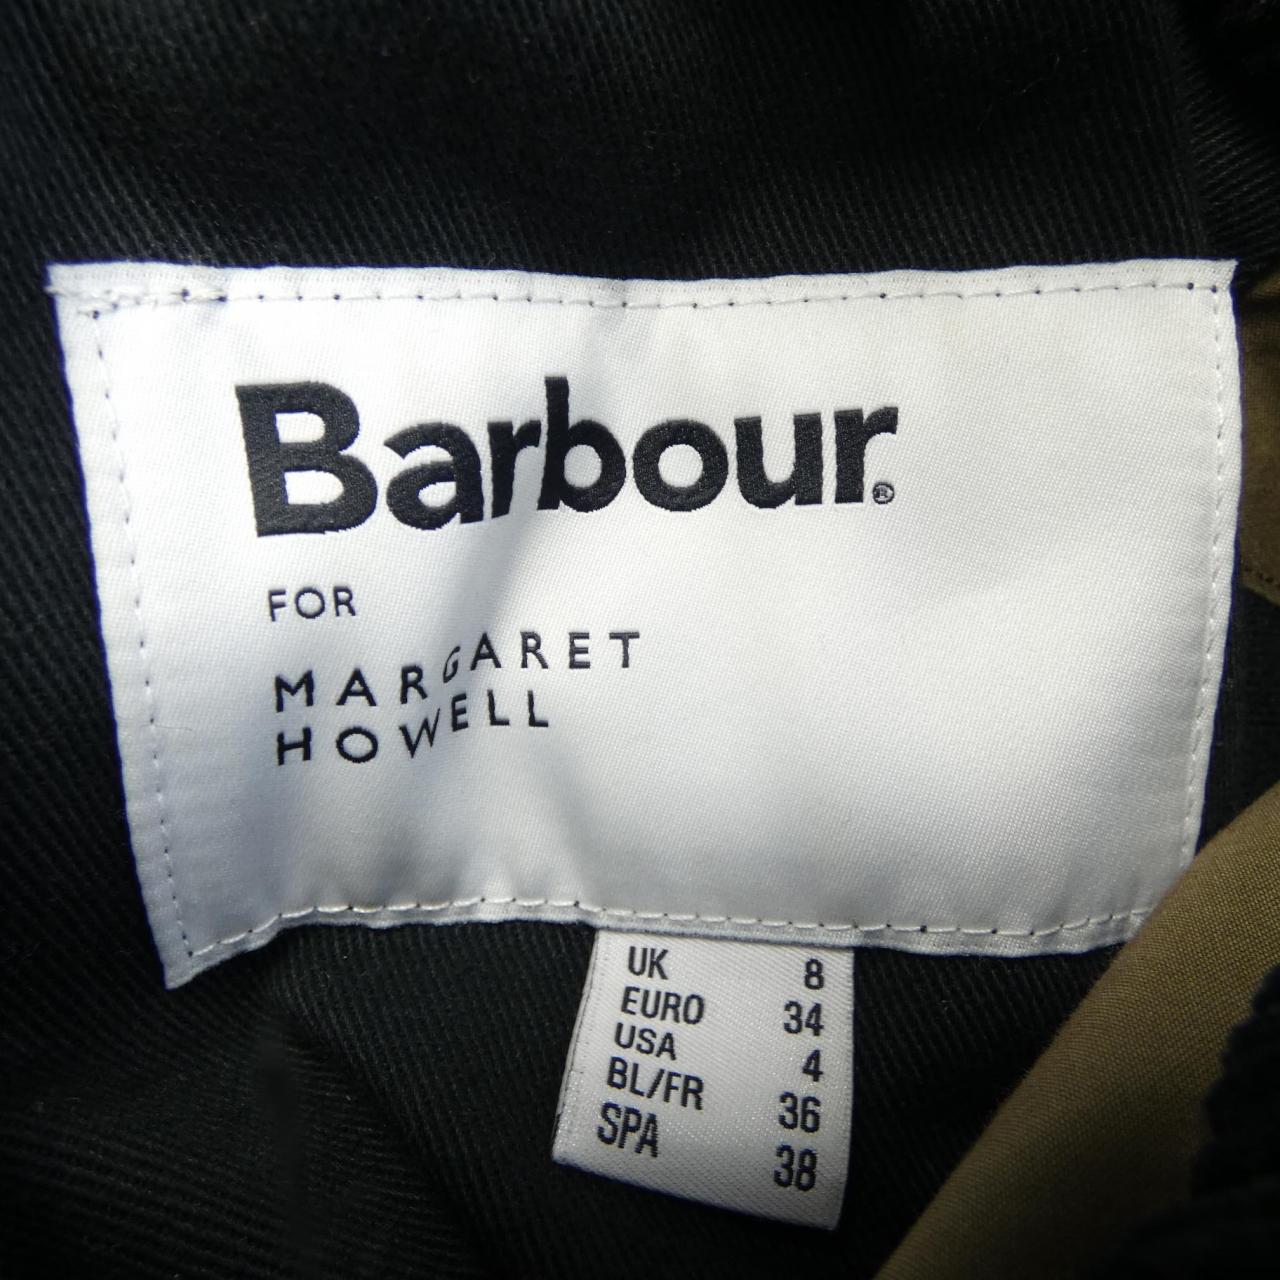 Barbour®
FOR
MARGARET
HOWELL
UK 8
EURO 34
USA 4
BL/FR 36
SPA 38